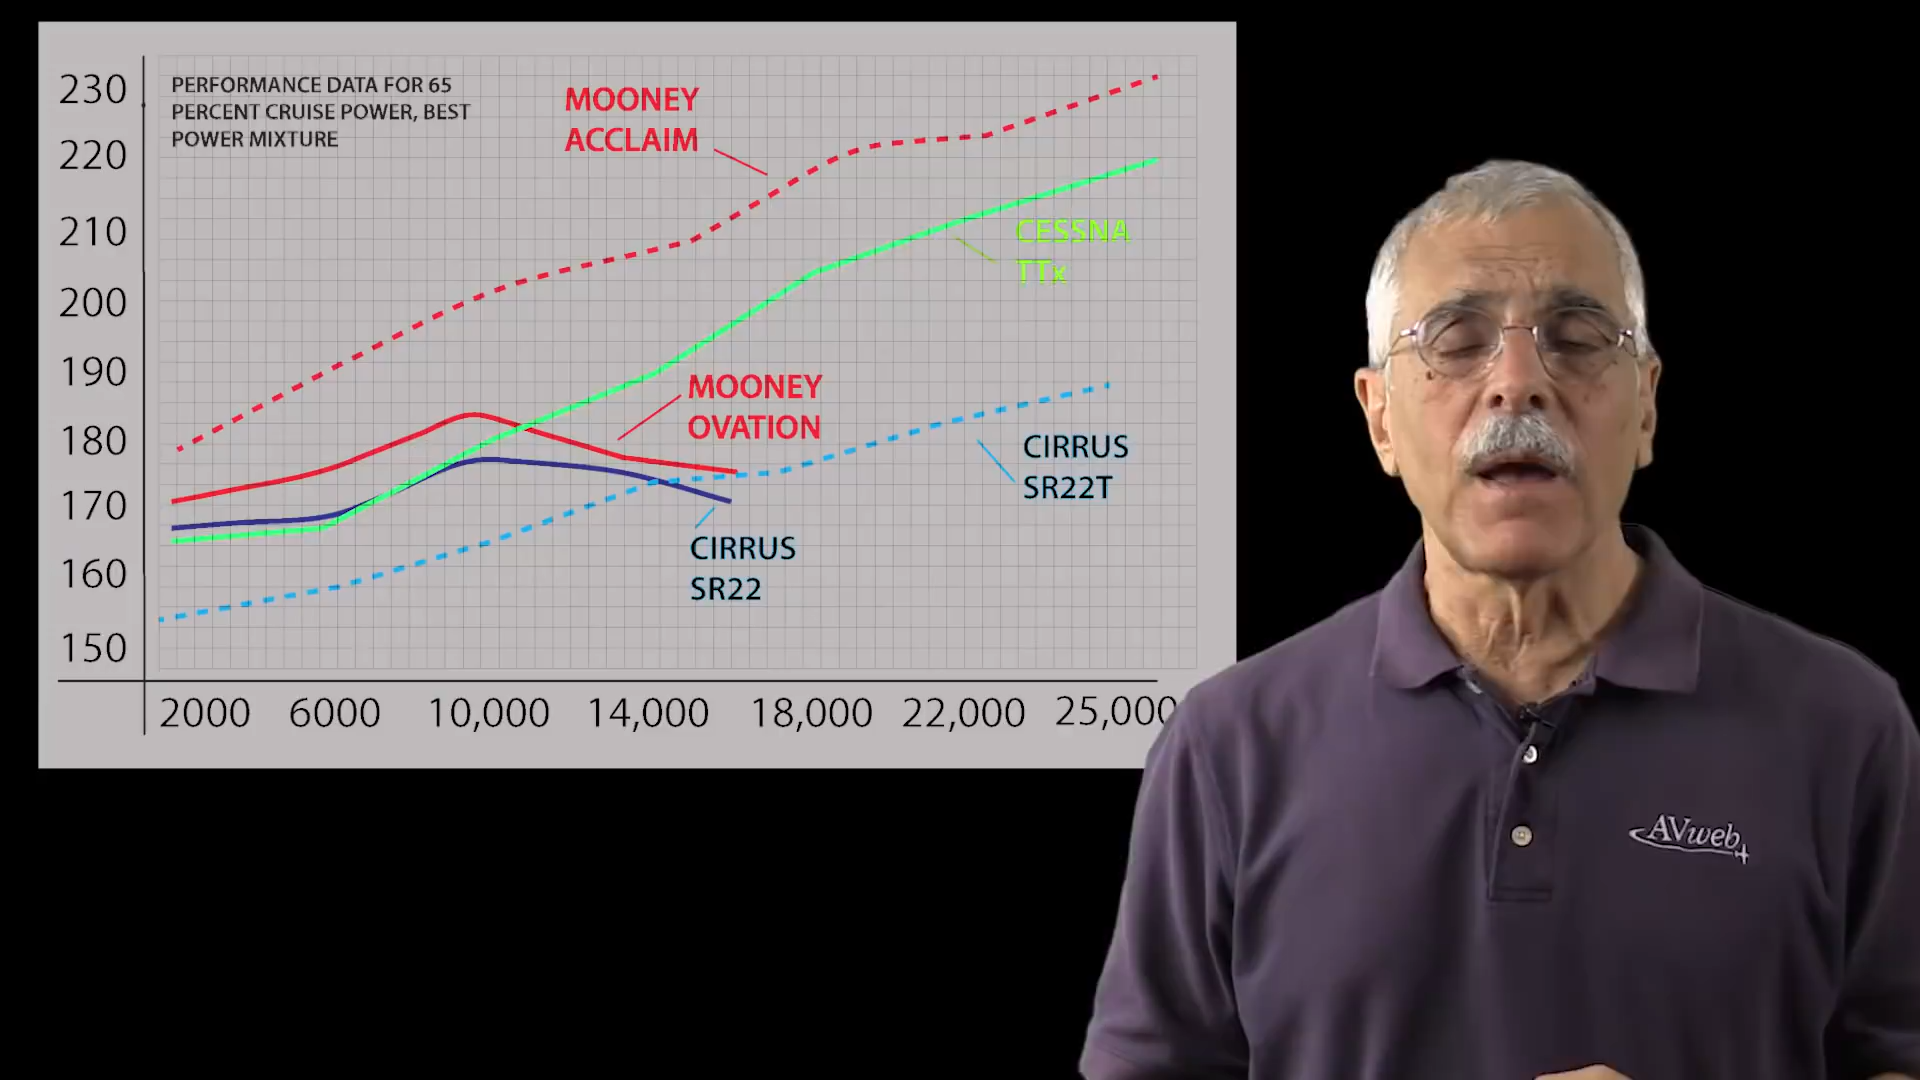 230
220
210
200
190
180
170
160
150
PERFORMANCE DATA FOR 65
PERCENT CRUISE POWER, BEST
POWER MIXTURE
MOONEY
ACCLAIM
CESSNA
TTx
MOONEY
OVATION
CIRRUS
SR22T
CIRRUS
SR22
2000 6000 10,000 14,000 18,000 22,000 25,000
AVweb